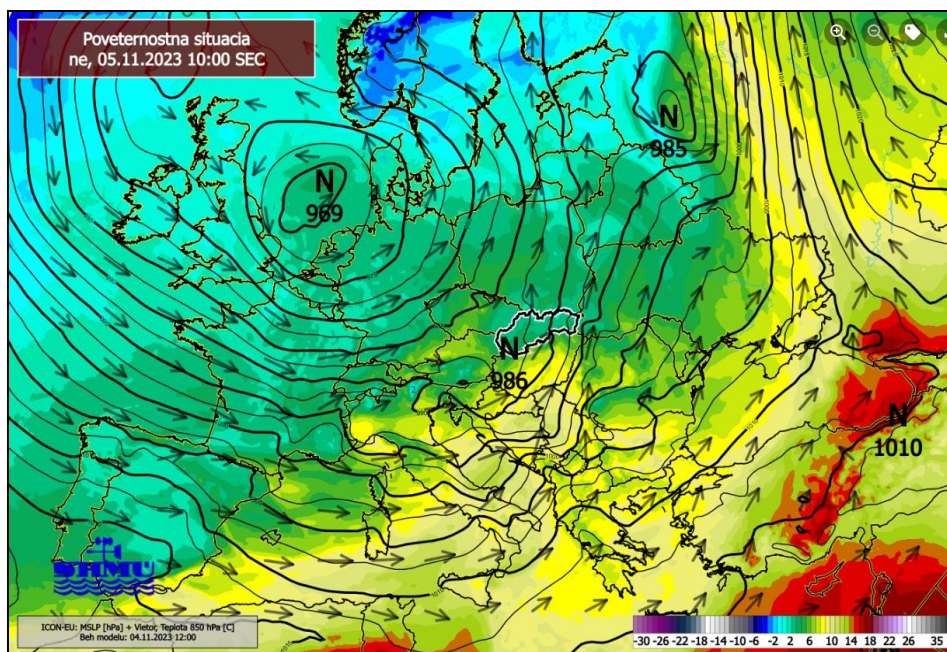 Poveternostna situacia
ne, 05.11.2023 10:00 SEC
N
985
N
969
N
986
N
1010
SHMÚ
ICON-EU: MSLP [hPa] + Vietor, Teplota 850 hPa [C]
Beh modelu: 04.11.2023 12:00
-30 -26 -22 -18 -14 -10 -6 -2 2 6 10 14 18 22 26 35